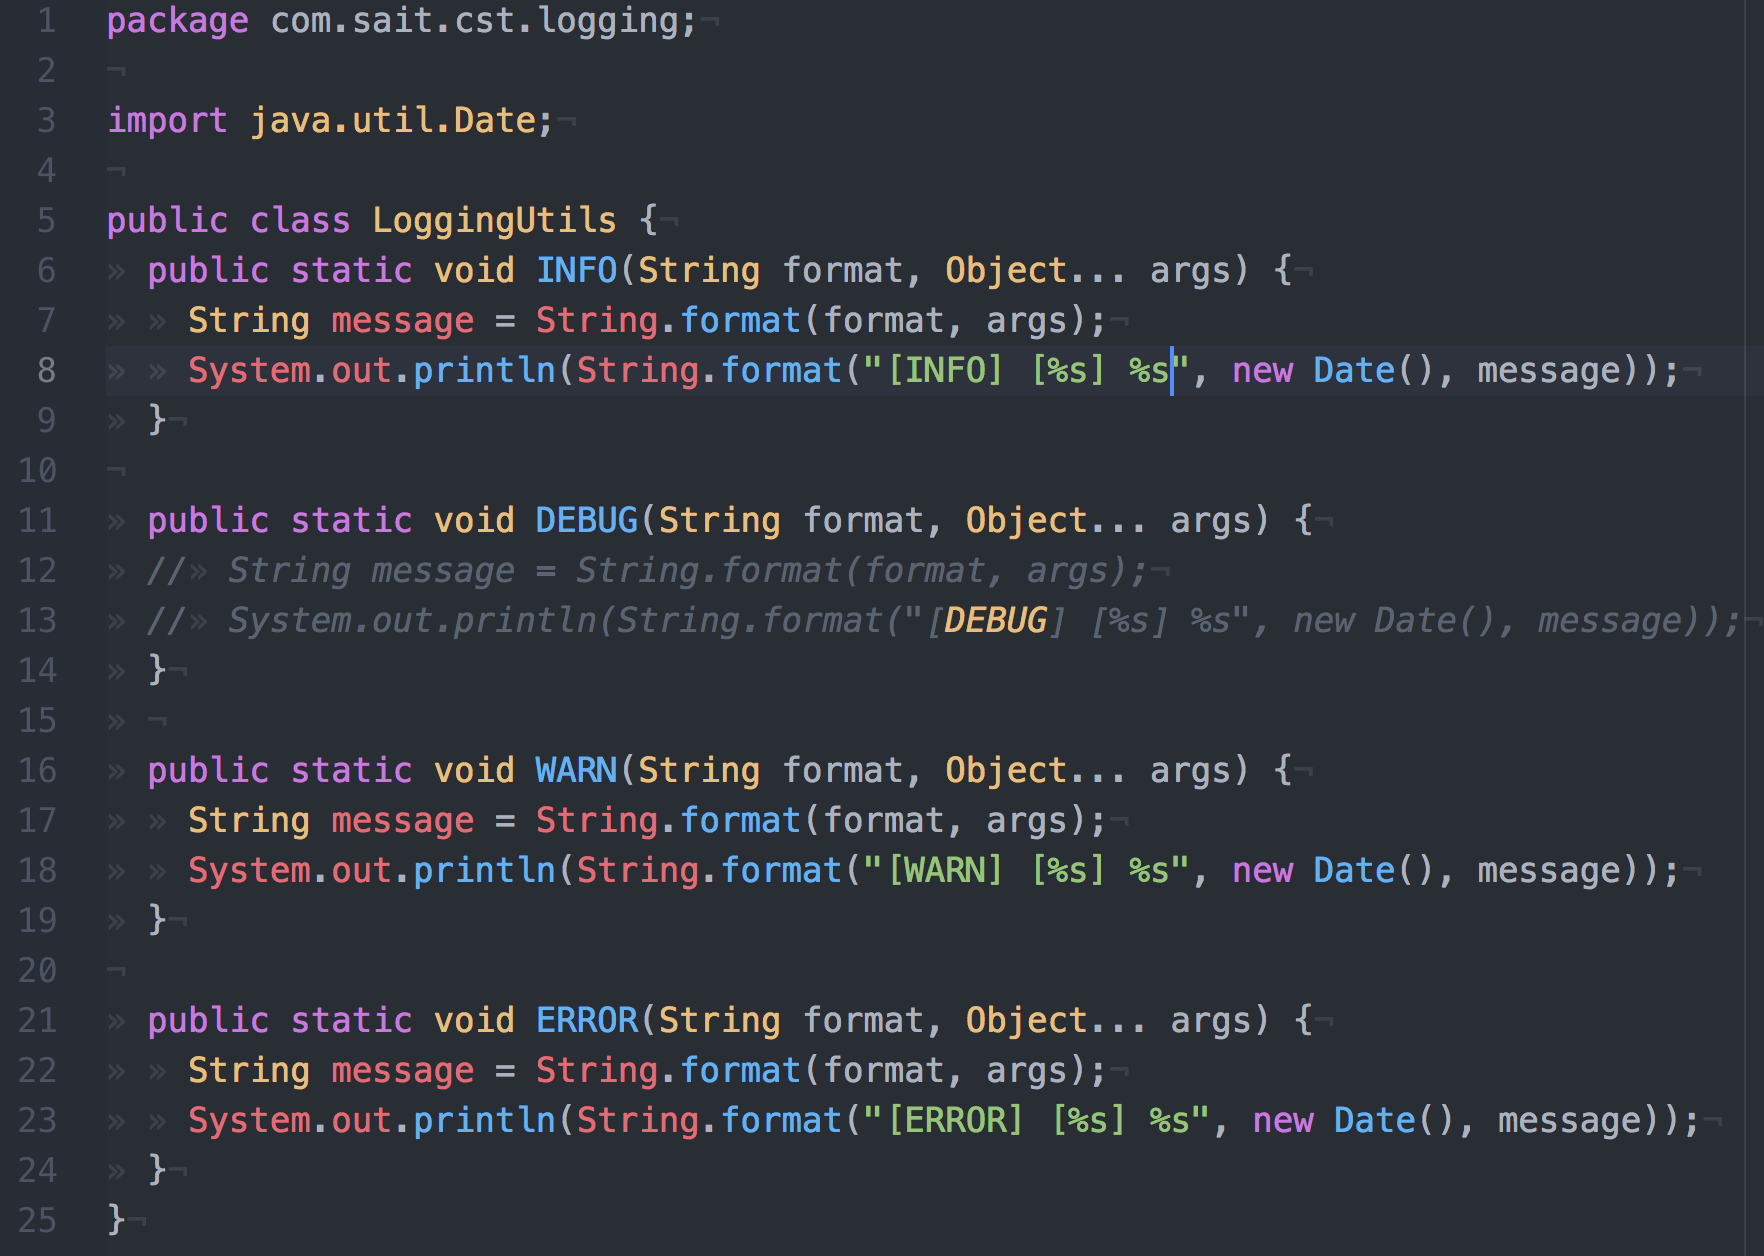 1 package com.sait.cst.logging;¬
2 ¬
3 import java.util.Date;¬
4 ¬
5 public class LoggingUtils {¬
6 » public static void INFO(String format, Object... args) {¬
7 » » String message = String.format(format, args);¬
8 » » System.out.println(String.format("[INFO] [%s] %s", new Date(), message));¬
9 » }¬
10 ¬
11 » public static void DEBUG(String format, Object... args) {¬
12 » //» String message = String.format(format, args);¬
13 » //» System.out.println(String.format("[DEBUG] [%s] %s", new Date(), message));¬
14 » }¬
15 » ¬
16 » public static void WARN(String format, Object... args) {¬
17 » » String message = String.format(format, args);¬
18 » » System.out.println(String.format("[WARN] [%s] %s", new Date(), message));¬
19 » }¬
20 ¬
21 » public static void ERROR(String format, Object... args) {¬
22 » » String message = String.format(format, args);¬
23 » » System.out.println(String.format("[ERROR] [%s] %s", new Date(), message));¬
24 » }¬
25 }¬